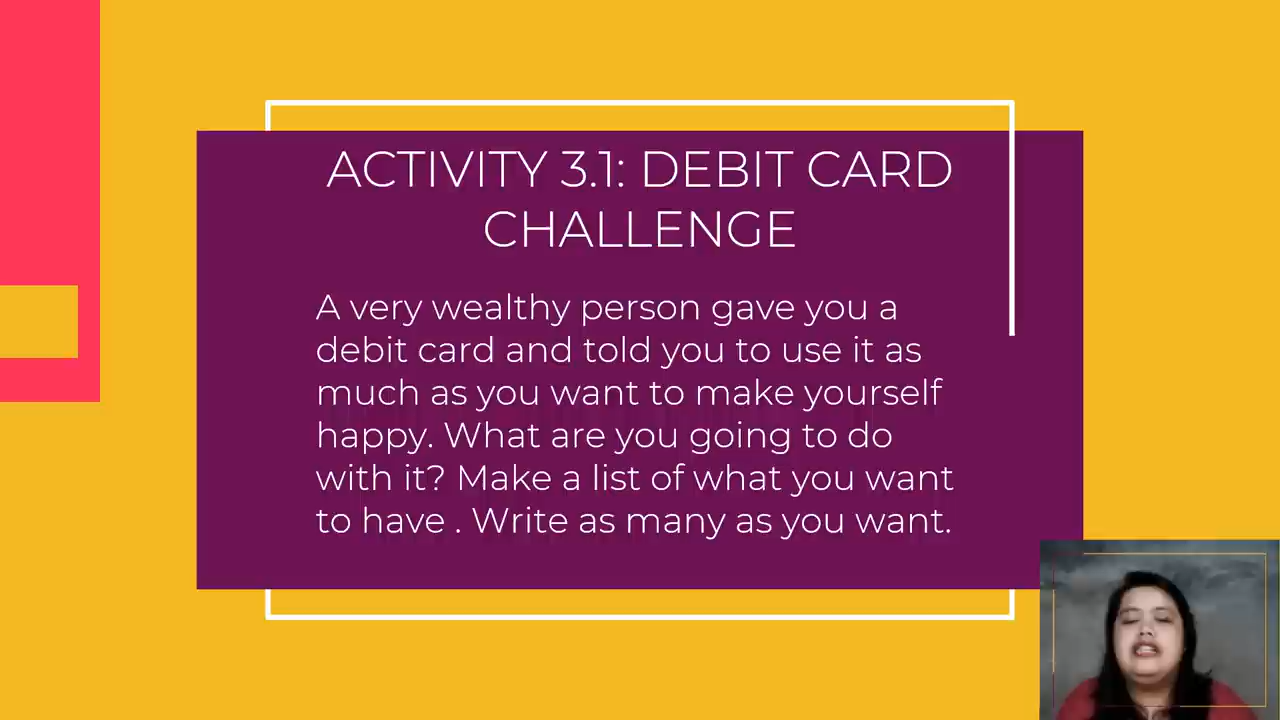 ACTIVITY 3.1: DEBIT CARD
CHALLENGE
A very wealthy person gave you a
debit card and told you to use it as
much as you want to make yourself
happy. What are you going to do
with it? Make a list of what you want
to have . Write as many as you want.